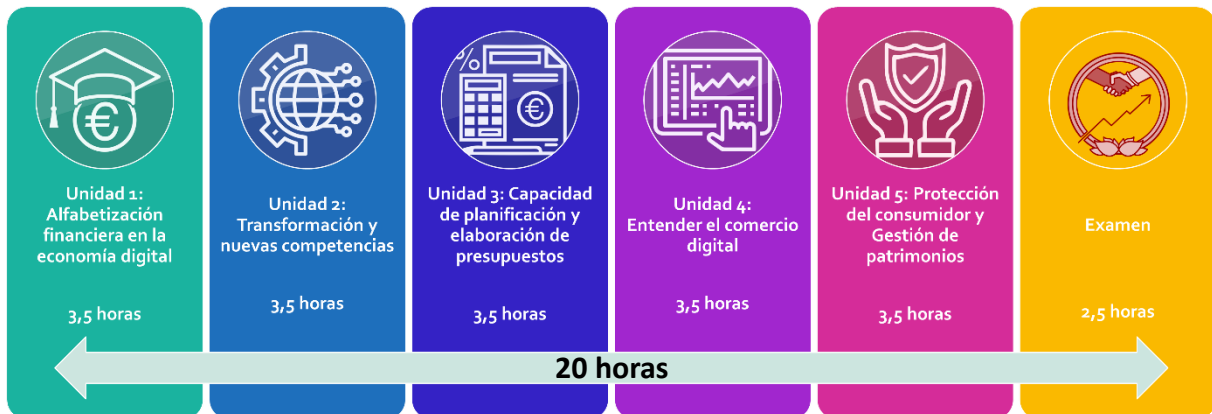 Unidad 1:
Alfabetización
financiera en la
economía digital
3,5 horas
Unidad 2:
Transformación y
nuevas competencias
3,5 horas
%
€
Unidad 3: Capacidad
de planificación y
elaboración de
presupuestos
3,5 horas
Unidad 4:
Entender el comercio
digital
3,5 horas
Unidad 5: Protección
del consumidor y
Gestión de
patrimonios
3,5 horas
Examen
2,5 horas
20 horas